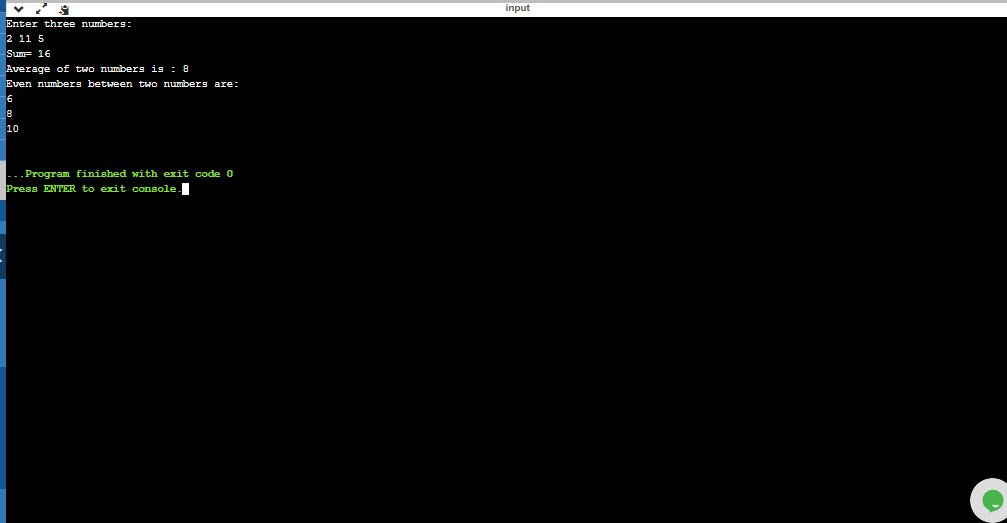 input
Enter three numbers:
2 11 5
Sum= 16
Average of two numbers is : 8
Even numbers between two numbers are:
6
8
10
...Program finished with exit code 0
Press ENTER to exit console.